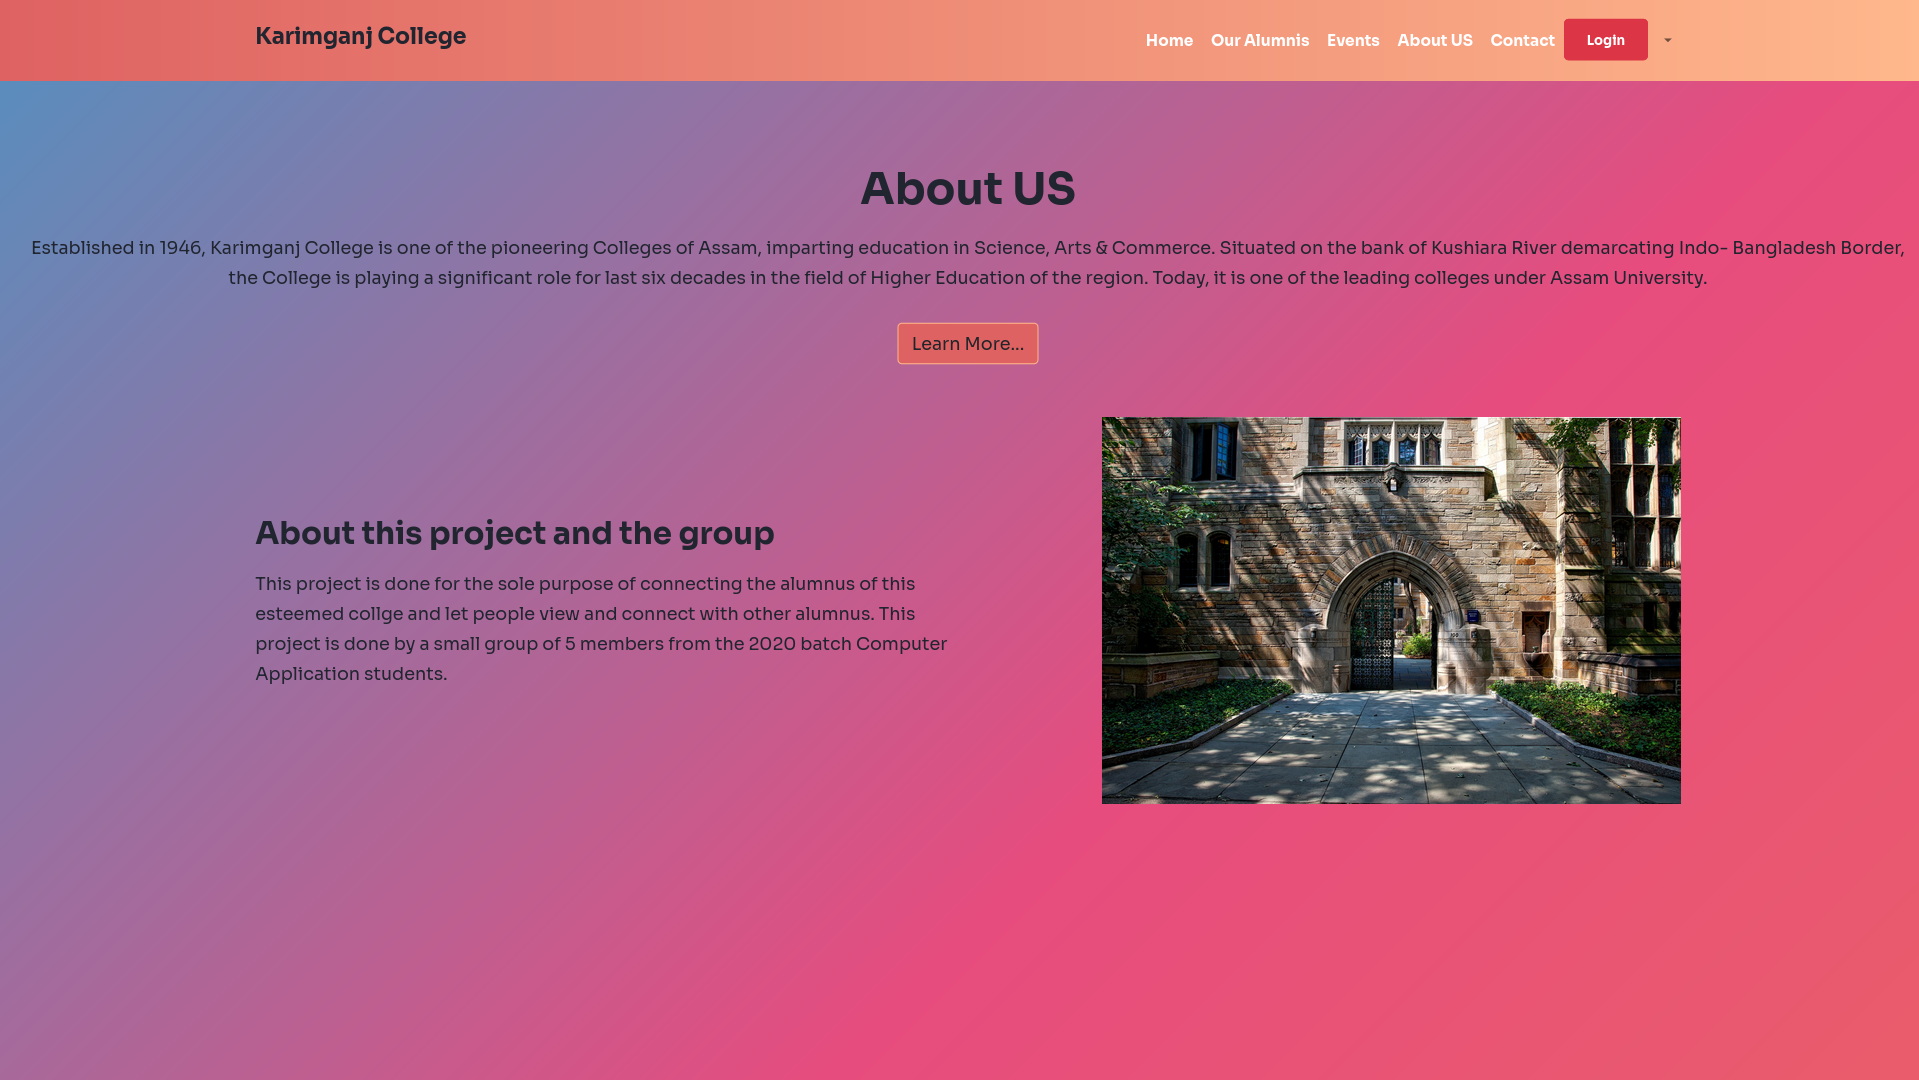 Karimganj College
Home Our Alumnis Events About US Contact Login
About US
Established in 1946, Karimganj College is one of the pioneering Colleges of Assam, imparting education in Science, Arts & Commerce. Situated on the bank of Kushiara River demarcating Indo- Bangladesh Border,
the College is playing a significant role for last six decades in the field of Higher Education of the region. Today, it is one of the leading colleges under Assam University.
Learn More...
About this project and the group
This project is done for the sole purpose of connecting the alumnus of this
esteemed collge and let people view and connect with other alumnus. This
project is done by a small group of 5 members from the 2020 batch Computer
Application students.